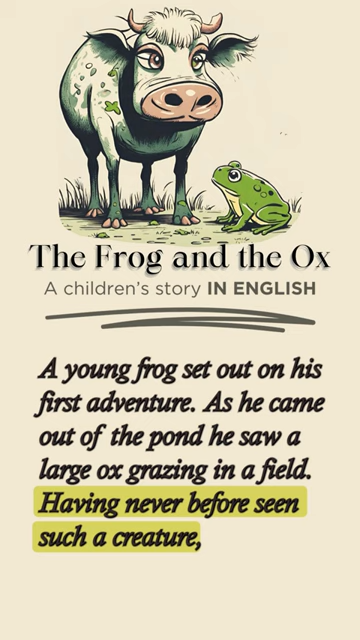 The Frog and the Ox
A children's story IN ENGLISH
A young frog set out on his
first adventure. As he came
out of the pond he saw a
large ox grazing in a field.
Having never before seen
such a creature,